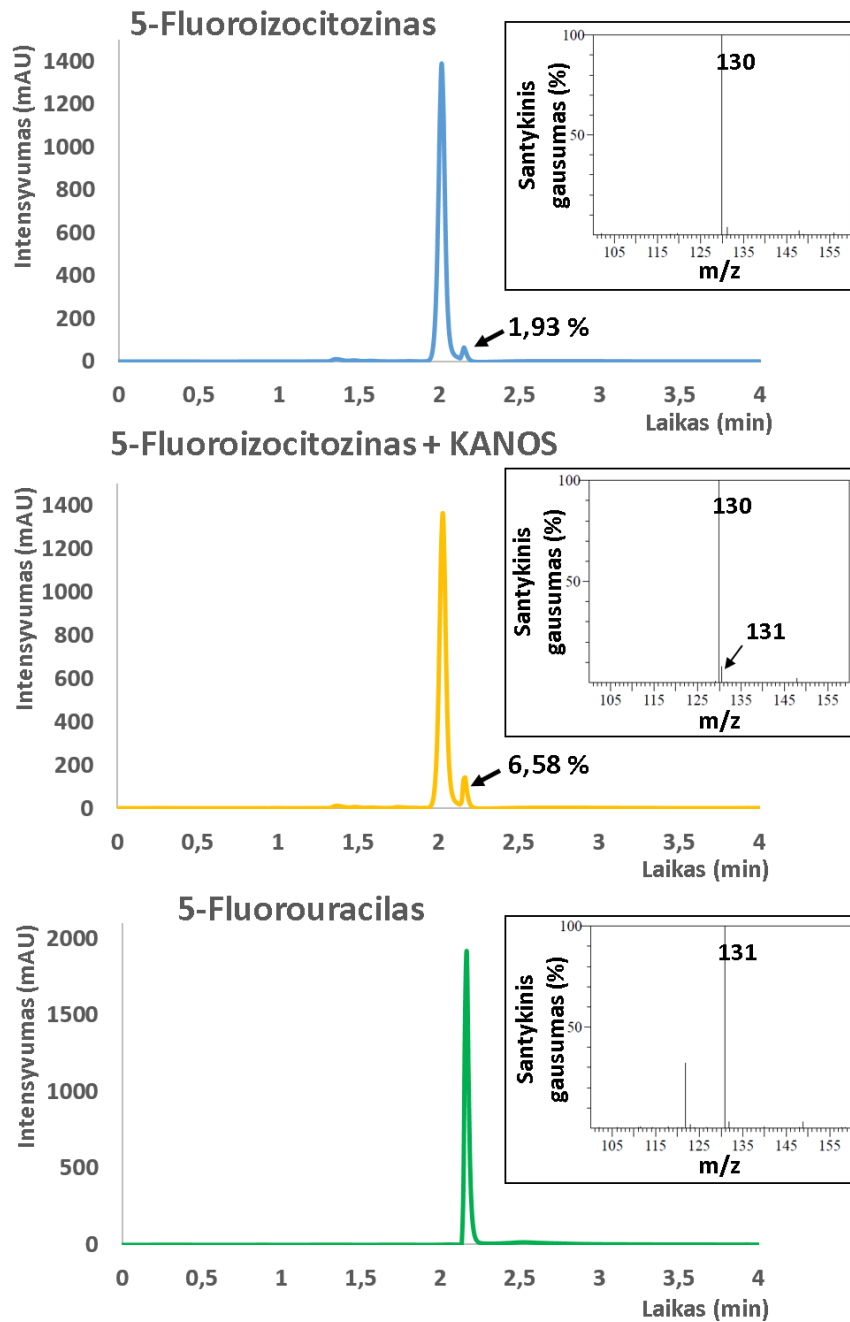 5-Fluoroizocitozinas
Intensyvumas (mAU)
1400
1200
1000
800
600
400
200
0
0 0,5 1 1,5 2 2,5 3 3,5 4
Laikas (min)
1,93 %
Santykinis
gausumas (%)
100
50
130
105 115 125 135 145 155
m/z
5-Fluoroizocitozinas + KANOS
Intensyvumas (mAU)
1400
1200
1000
800
600
400
200
0
0 0,5 1 1,5 2 2,5 3 3,5 4
Laikas (min)
6,58 %
Santykinis
gausumas (%)
100
50
130
131
105 115 125 135 145 155
m/z
5-Fluorouracilas
Intensyvumas (mAU)
2000
1500
1000
500
0
0 0,5 1 1,5 2 2,5 3 3,5 4
Laikas (min)
Santykinis
gausumas (%)
100
50
131
105 115 125 135 145 155
m/z